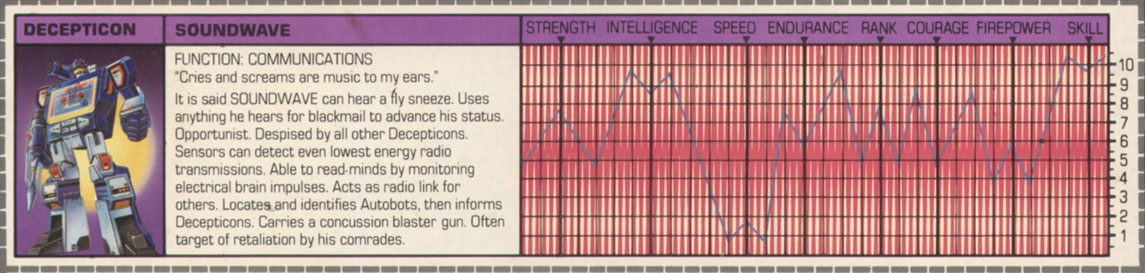 DECEPTICON
SOUNDWAVE
FUNCTION: COMMUNICATIONS
"Cries and screams are music to my ears."
It is said SOUNDWAVE can hear a fly sneeze. Uses
anything he hears for blackmail to advance his status.
Opportunist. Despised by all other Decepticons.
Sensors can detect even lowest energy radio
transmissions. Able to read minds by monitoring
electrical brain impulses. Acts as radio link for
others. Locates and identifies Autobots, then informs
Decepticons. Carries a concussion blaster gun. Often
target of retaliation by his comrades.
STRENGTH INTELLIGENCE SPEED ENDURANCE RANK COURAGE FIREPOWER SKILL
10
9
8
7
6
5
4
3
2
1